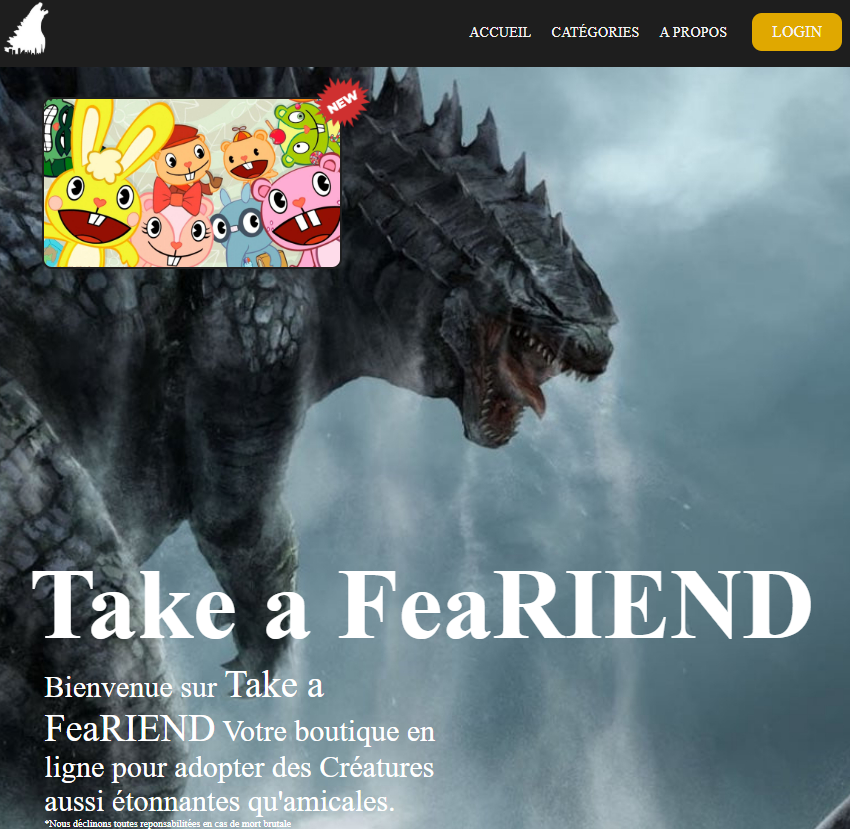 ACCUEIL CATÉGORIES A PROPOS LOGIN
NEW
Take a FeaRIEND
Bienvenue sur Take a
FeaRIEND Votre boutique en
ligne pour adopter des Créatures
aussi étonnantes qu'amicales.
*Nous déclinons toutes reponsabilitées en cas de mort brutale